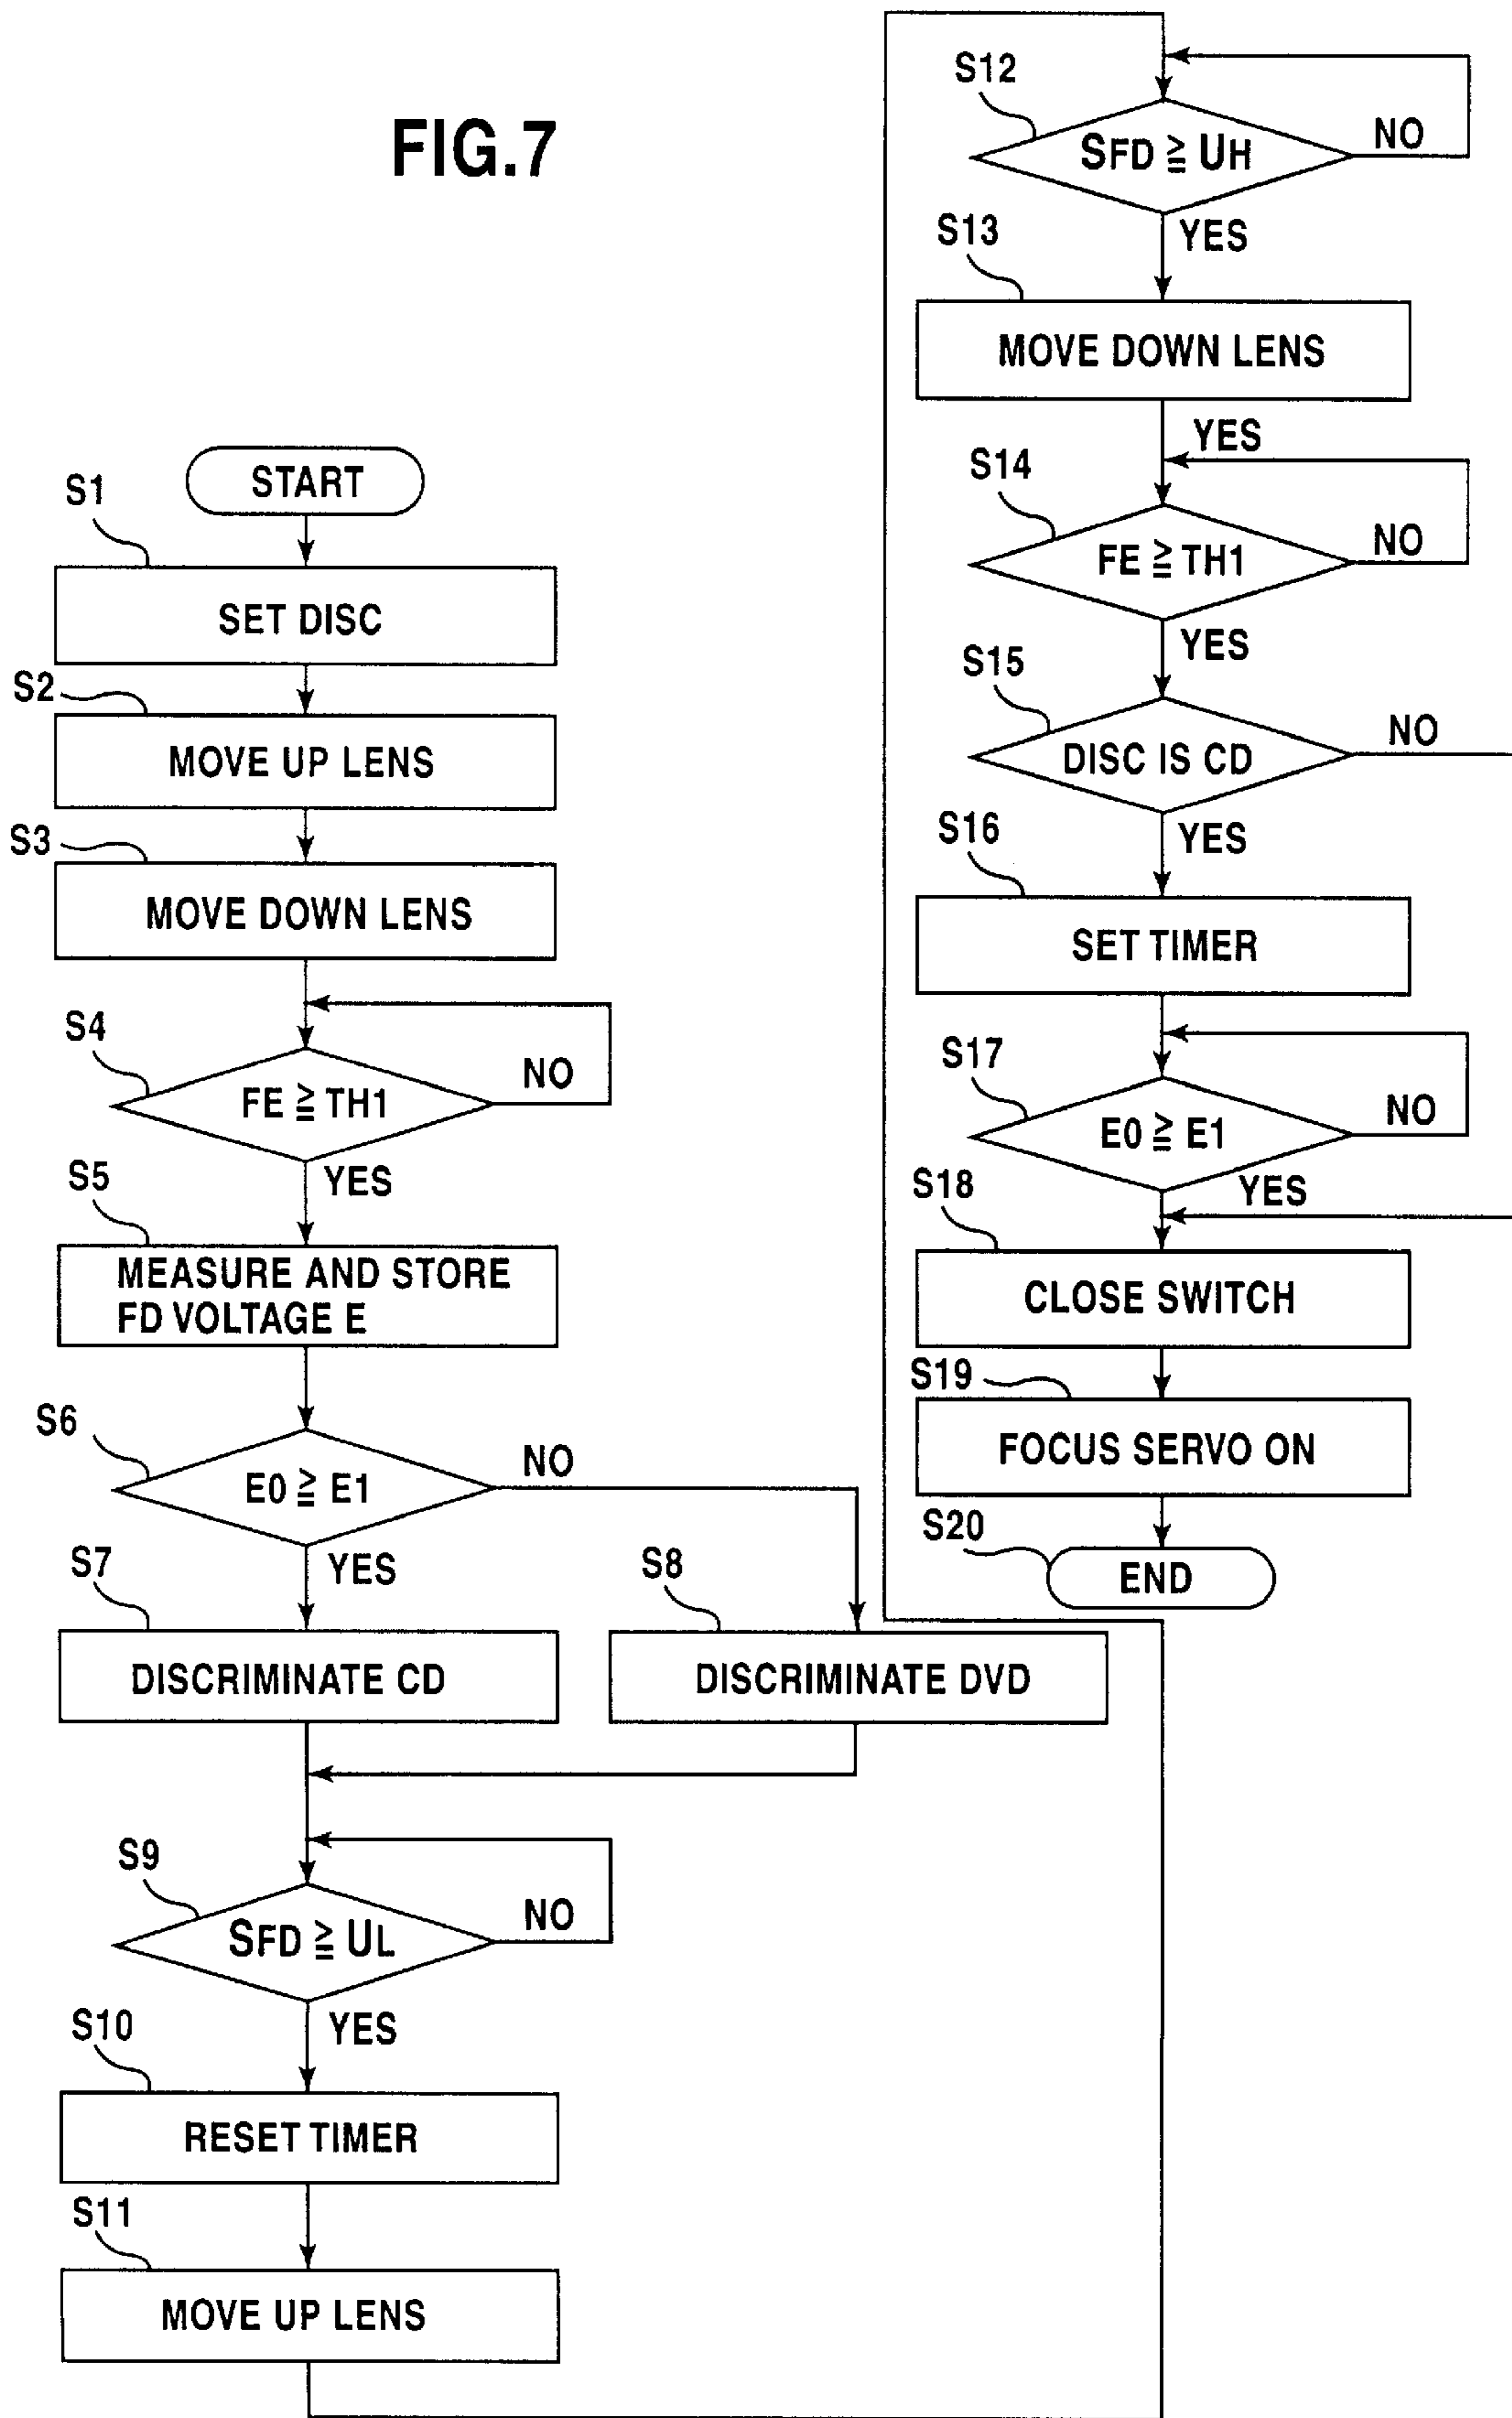 FIG.7
START
S1
SET DISC
S2
MOVE UP LENS
S3
MOVE DOWN LENS
S4
FE ≧ TH1
NO
YES
S5
MEASURE AND STORE
FD VOLTAGE E
S6
E0 ≧ E1
NO
YES
S7
DISCRIMINATE CD
S8
DISCRIMINATE DVD
S9
SFD ≧ UL
NO
YES
S10
RESET TIMER
S11
MOVE UP LENS
S12
SFD ≧ UH
NO
YES
S13
MOVE DOWN LENS
YES
S14
FE ≧ TH1
NO
YES
S15
DISC IS CD
NO
YES
S16
SET TIMER
S17
E0 ≧ E1
NO
YES
S18
CLOSE SWITCH
S19
FOCUS SERVO ON
S20
END